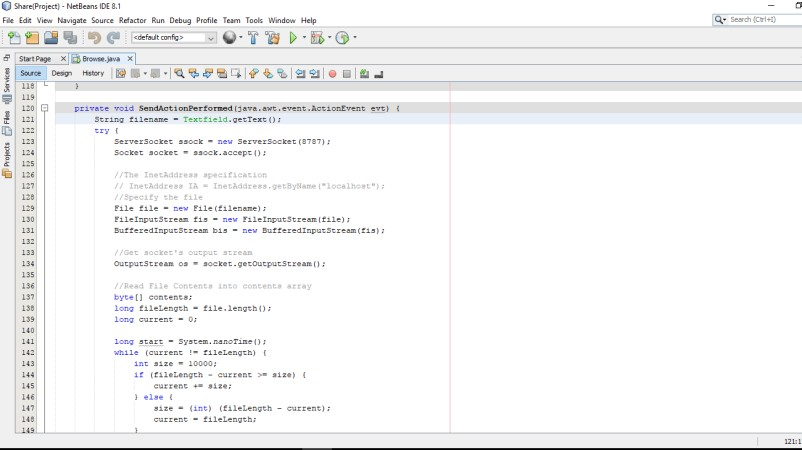 Share(Project) - NetBeans IDE 8.1
File Edit View Navigate Source Refactor Run Debug Profile Team Tools Window Help
Search (Ctrl+I)
<default config>
Start Page
Browse.java
Source Design History
Services
Files
Projects
118 }
119
120 private void SendActionPerformed(java.awt.event.ActionEvent evt) {
121 String filename = Textfield.getText();
122 try {
123 ServerSocket ssock = new ServerSocket(8787);
124 Socket socket = ssock.accept();
125
126 //The InetAddress specification
127 // InetAddress IA = InetAddress.getByName("localhost");
128 //Specify the file
129 File file = new File(filename);
130 FileInputStream fis = new FileInputStream(file);
131 BufferedInputStream bis = new BufferedInputStream(fis);
132
133 //Get socket's output stream
134 OutputStream os = socket.getOutputStream();
135
136 //Read File Contents into contents array
137 byte[] contents;
138 long fileLength = file.length();
139 long current = 0;
140
141 long start = System.nanoTime();
142 while (current != fileLength) {
143 int size = 10000;
144 if (fileLength - current >= size) {
145 current += size;
146 } else {
147 size = (int) (fileLength - current);
148 current = fileLength;
149 }
121:1